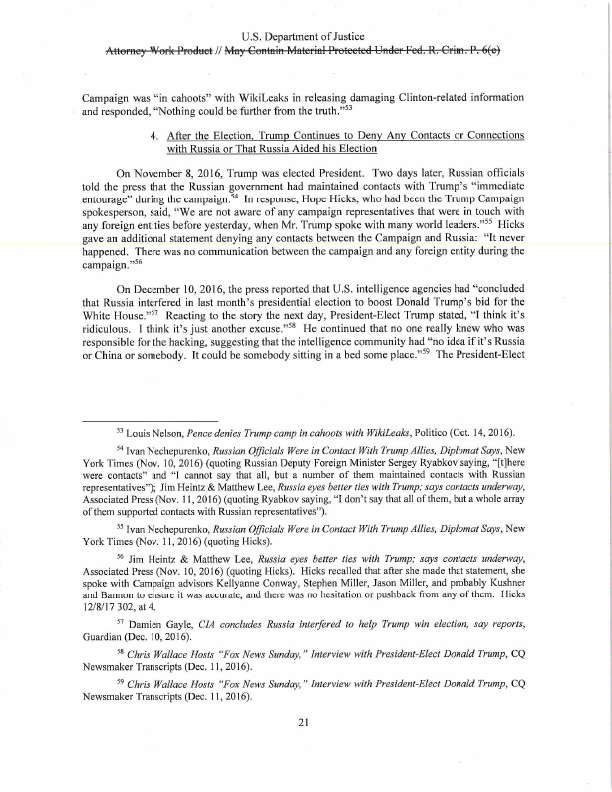 U.S. Department of Justice
Attorney Work Product // May Contain Material Protected Under Fed. R. Crim. P. 6(e)
Campaign was “in cahoots” with WikiLeaks in releasing damaging Clinton-related information
and responded, “Nothing could be further from the truth.”53
4. After the Election, Trump Continues to Deny Any Contacts or Connections
with Russia or That Russia Aided his Election
On November 8, 2016, Trump was elected President. Two days later, Russian officials
told the press that the Russian government had maintained contacts with Trump’s “immediate
entourage” during the campaign.54 In response, Hope Hicks, who had been the Trump Campaign
spokesperson, said, “We are not aware of any campaign representatives that were in touch with
any foreign entities before yesterday, when Mr. Trump spoke with many world leaders.”55 Hicks
gave an additional statement denying any contacts between the Campaign and Russia: “It never
happened. There was no communication between the campaign and any foreign entity during the
campaign.”56
On December 10, 2016, the press reported that U.S. intelligence agencies had “concluded
that Russia interfered in last month’s presidential election to boost Donald Trump’s bid for the
White House.”57 Reacting to the story the next day, President-Elect Trump stated, “I think it’s
ridiculous. I think it’s just another excuse.”58 He continued that no one really knew who was
responsible for the hacking, suggesting that the intelligence community had “no idea if it’s Russia
or China or somebody. It could be somebody sitting in a bed some place.”59 The President-Elect
53 Louis Nelson, Pence denies Trump camp in cahoots with WikiLeaks, Politico (Oct. 14, 2016).
54 Ivan Nechepurenko, Russian Officials Were in Contact With Trump Allies, Diplomat Says, New
York Times (Nov. 10, 2016) (quoting Russian Deputy Foreign Minister Sergey Ryabkov saying, “[t]here
were contacts” and “I cannot say that all, but a number of them maintained contacts with Russian
representatives”); Jim Heintz & Matthew Lee, Russia eyes better ties with Trump; says contacts underway,
Associated Press (Nov. 11, 2016) (quoting Ryabkov saying, “I don’t say that all of them, but a whole array
of them supported contacts with Russian representatives”).
55 Ivan Nechepurenko, Russian Officials Were in Contact With Trump Allies, Diplomat Says, New
York Times (Nov. 11, 2016) (quoting Hicks).
56 Jim Heintz & Matthew Lee, Russia eyes better ties with Trump; says contacts underway,
Associated Press (Nov. 10, 2016) (quoting Hicks). Hicks recalled that after she made that statement, she
spoke with Campaign advisors Kellyanne Conway, Stephen Miller, Jason Miller, and probably Kushner
and Bannon to ensure it was accurate, and there was no hesitation or pushback from any of them. Hicks
12/8/17 302, at 4.
57 Damien Gayle, CIA concludes Russia interfered to help Trump win election, say reports,
Guardian (Dec. 10, 2016).
58 Chris Wallace Hosts “Fox News Sunday,” Interview with President-Elect Donald Trump, CQ
Newsmaker Transcripts (Dec. 11, 2016).
59 Chris Wallace Hosts “Fox News Sunday,” Interview with President-Elect Donald Trump, CQ
Newsmaker Transcripts (Dec. 11, 2016).
21